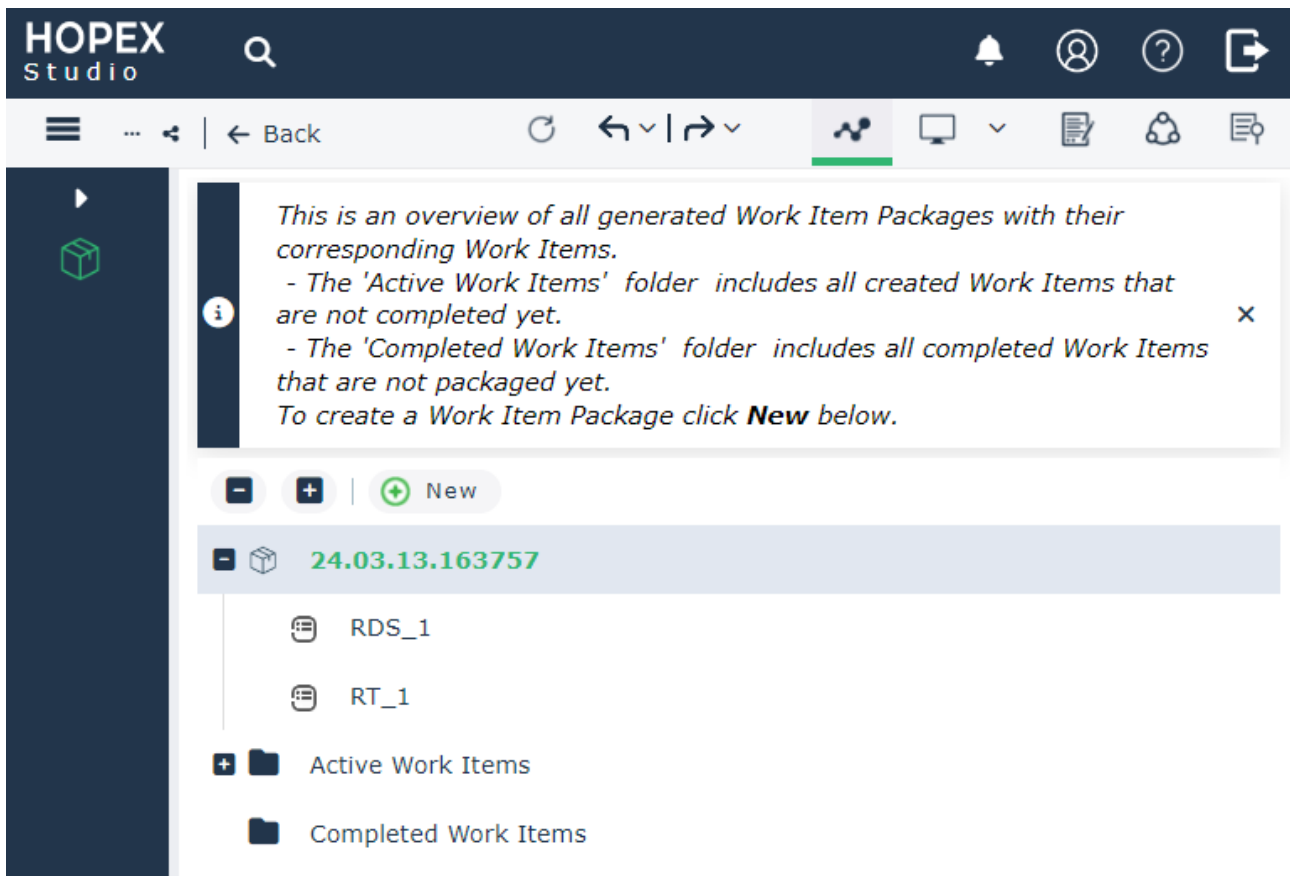 HOPEX
Studio
Back
This is an overview of all generated Work Item Packages with their
corresponding Work Items.
- The 'Active Work Items' folder includes all created Work Items that
are not completed yet.
- The 'Completed Work Items' folder includes all completed Work Items
that are not packaged yet.
To create a Work Item Package click New below.
New
24.03.13.163757
RDS_1
RT_1
Active Work Items
Completed Work Items